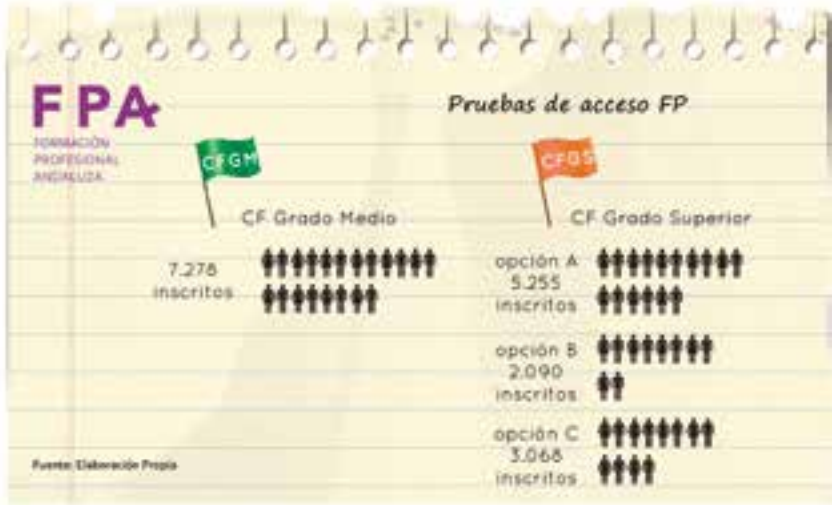 Pruebas de acceso FP
FPA
FORMACIÓN
PROFESIONAL
ANDALUZA
CFGM
CF Grado Medio
7.278
inscritos
CFGS
CF Grado Superior
opción A
5.255
inscritos
opción B
2.090
inscritos
opción C
3.068
inscritos
Fuente: Elaboración Propia